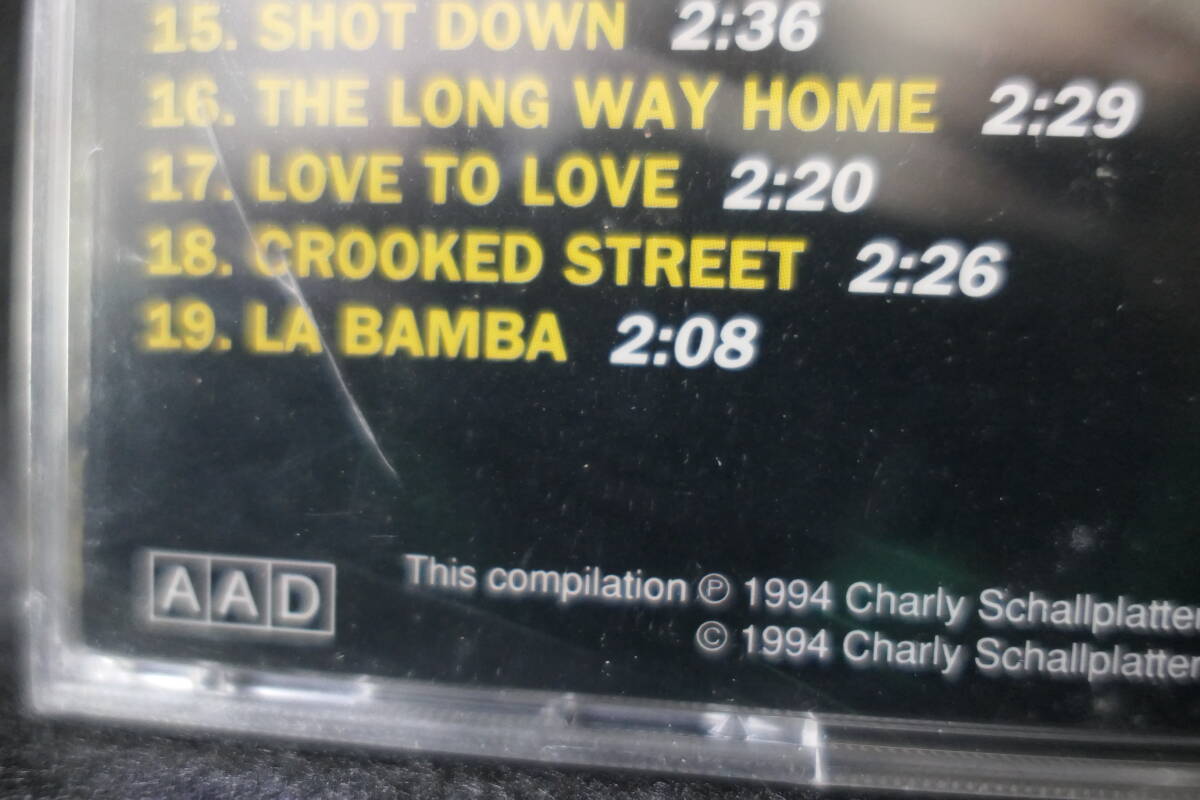 15. SHOT DOWN 2:36
16. THE LONG WAY HOME 2:29
17. LOVE TO LOVE 2:20
18. CROOKED STREET 2:26
19. LA BAMBA 2:08
AAD
This compilation ℗ 1994 Charly Schallplatten
© 1994 Charly Schallplatten